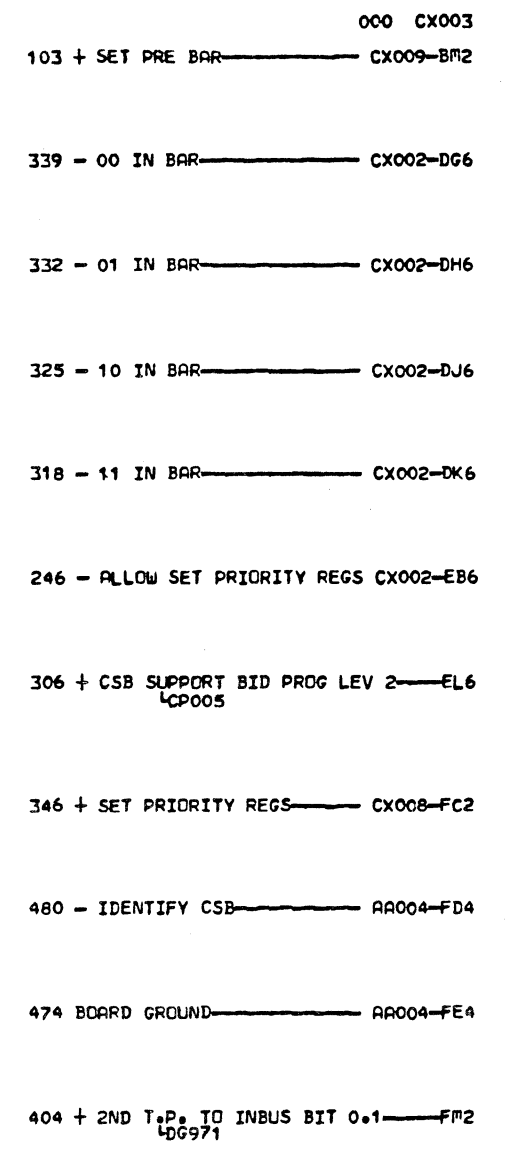 000 CX003
103 + SET PRE BAR CX009-BM2
339 - 00 IN BAR CX002-DG6
332 - 01 IN BAR CX002-DH6
325 - 10 IN BAR CX002-DJ6
318 - 11 IN BAR CX002-DK6
246 - ALLOW SET PRIORITY REGS CX002-EB6
306 + CSB SUPPORT BID PROG LEV 2 EL6
CP005
346 + SET PRIORITY REGS CX008-FC2
480 - IDENTIFY CSB AA004-FD4
474 BOARD GROUND AA004-FE4
404 + 2ND T.P. TO INBUS BIT 0.1 FM2
DG971